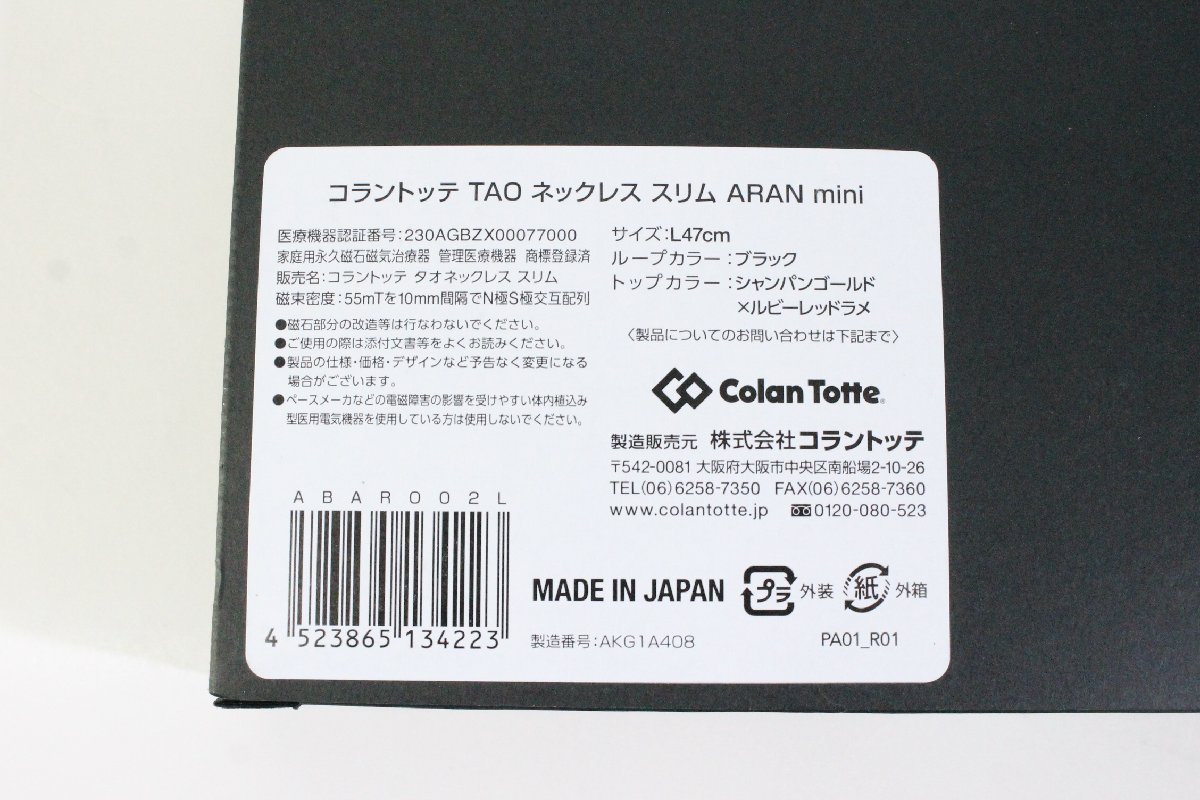 コラントッテ TAO ネックレス スリム ARAN mini
医療機器認証番号:230AGBZX00077000
家庭用永久磁石磁気治療器 管理医療機器 商標登録済
販売名:コラントッテ タオネックレス スリム
磁束密度:55mTを10mm間隔でN極S極交互配列
●磁石部分の改造等は行なわないでください。
●ご使用の際は添付文書等をよくお読みください。
●製品の仕様・価格・デザインなど予告なく変更になる
場合がございます。
●ペースメーカなどの電磁障害の影響を受けやすい体内植込み
型医用電気機器を使用している方は使用しないでください。
サイズ:L47cm
ループカラー:ブラック
トップカラー:シャンパンゴールド
×ルビーレッドラメ
〈製品についてのお問い合わせは下記まで〉
Colan Totte®
製造販売元 株式会社コラントッテ
〒542-0081 大阪府大阪市中央区南船場2-10-26
TEL(06)6258-7350 FAX(06)6258-7360
www.colantotte.jp 0120-080-523
ABAR002L
4 523865 134223
MADE IN JAPAN
プラ 外装
紙 外箱
製造番号:AKG1A408
PA01_R01